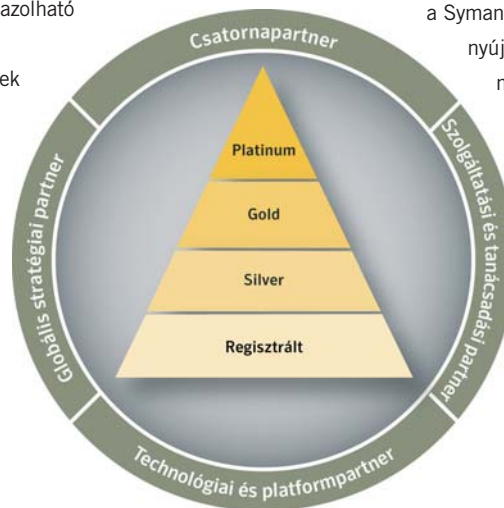 azolható
a Syman
nyúj
ek
Csatornapartner
Szolgáltatási és tanácsadási partner
Technológiai és platformpartner
Globális stratégiai partner
Platinum
Gold
Silver
Regisztrált